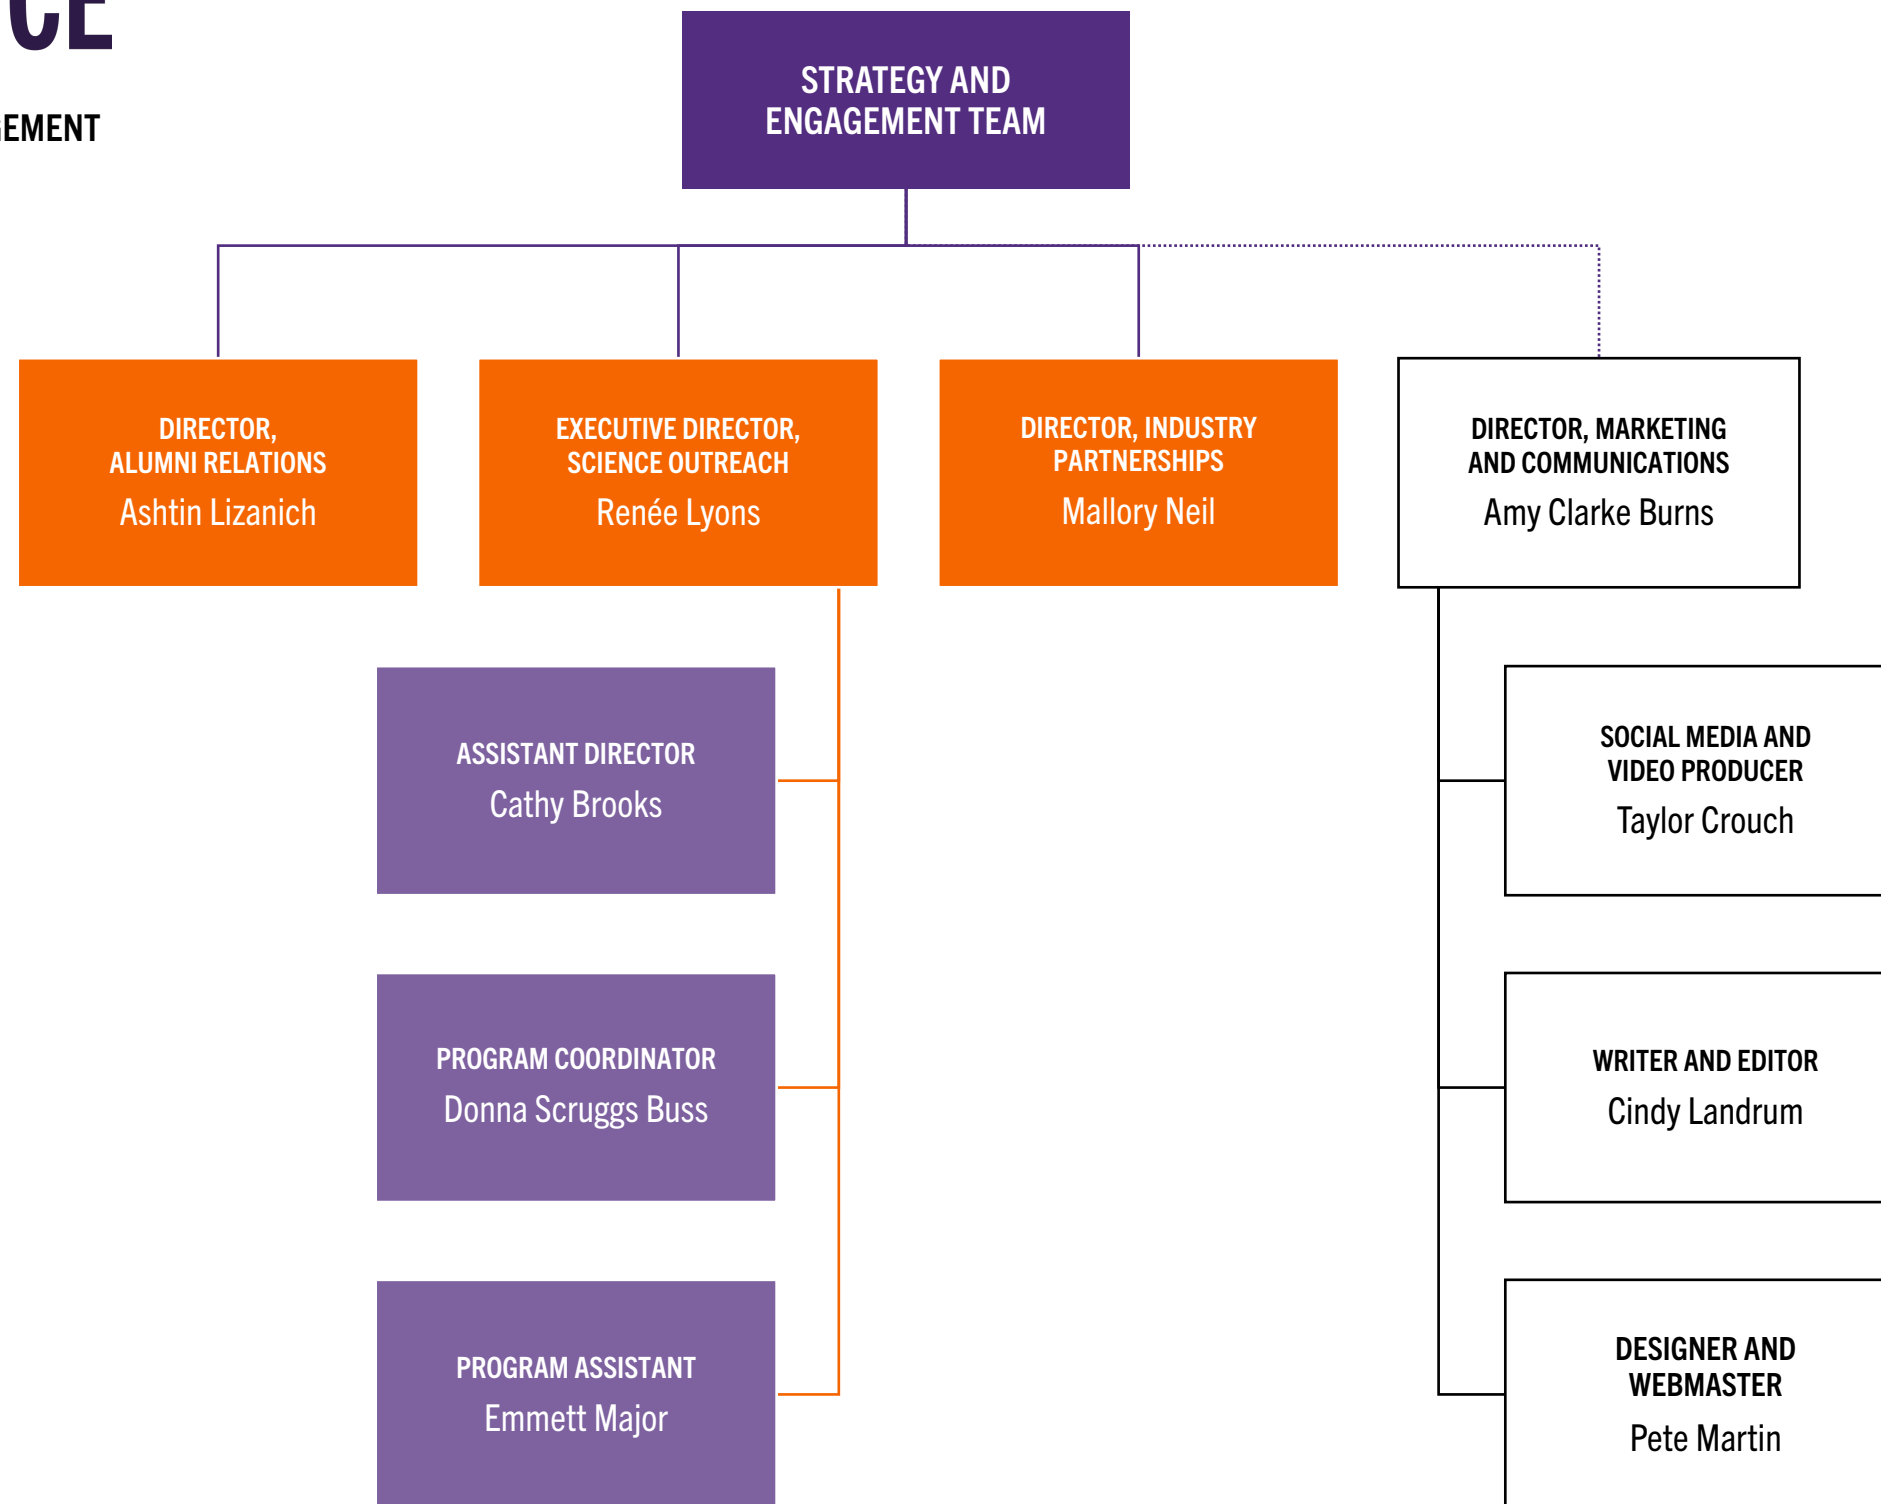 CE
GEMENT
STRATEGY AND
ENGAGEMENT TEAM
DIRECTOR,
ALUMNI RELATIONS
Ashtin Lizanich
EXECUTIVE DIRECTOR,
SCIENCE OUTREACH
Renée Lyons
DIRECTOR, INDUSTRY
PARTNERSHIPS
Mallory Neil
DIRECTOR, MARKETING
AND COMMUNICATIONS
Amy Clarke Burns
ASSISTANT DIRECTOR
Cathy Brooks
SOCIAL MEDIA AND
VIDEO PRODUCER
Taylor Crouch
PROGRAM COORDINATOR
Donna Scruggs Buss
WRITER AND EDITOR
Cindy Landrum
PROGRAM ASSISTANT
Emmett Major
DESIGNER AND
WEBMASTER
Pete Martin